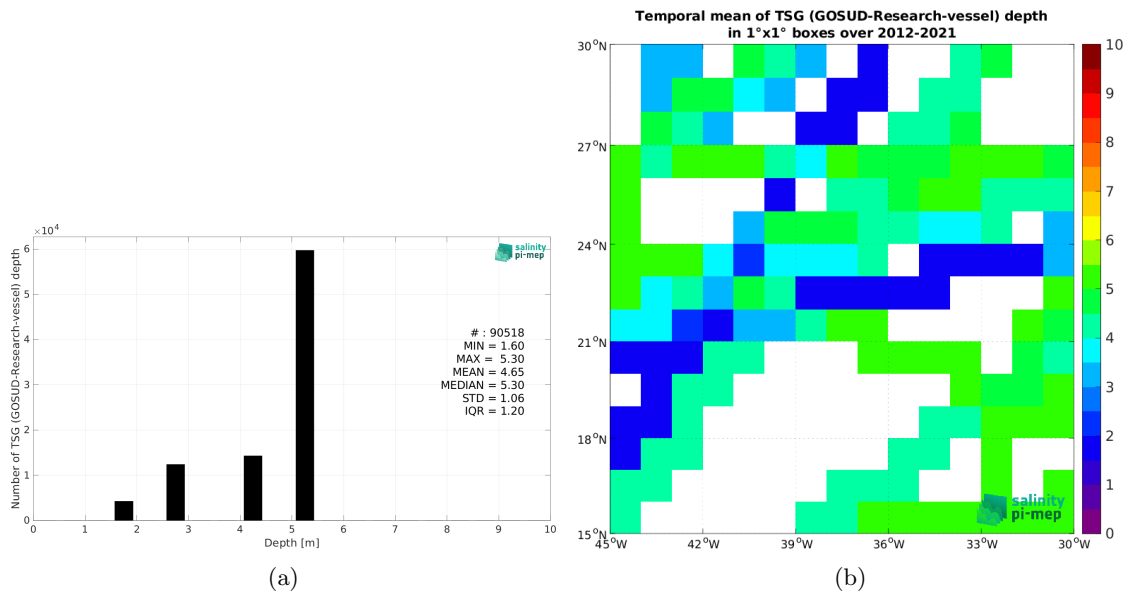 ×10⁴
6
5
4
3
2
1
0
Number of TSG (GOSUD-Research-vessel) depth
salinity
pi-mep
# : 90518
MIN = 1.60
MAX = 5.30
MEAN = 4.65
MEDIAN = 5.30
STD = 1.06
IQR = 1.20
0 1 2 3 4 5 6 7 8 9 10
Depth [m]
(a)
Temporal mean of TSG (GOSUD-Research-vessel) depth
in 1°x1° boxes over 2012-2021
30°N
27°N
24°N
21°N
18°N
15°N
45°W 42°W 39°W 36°W 33°W 30°W
salinity
pi-mep
10
9
8
7
6
5
4
3
2
1
0
(b)